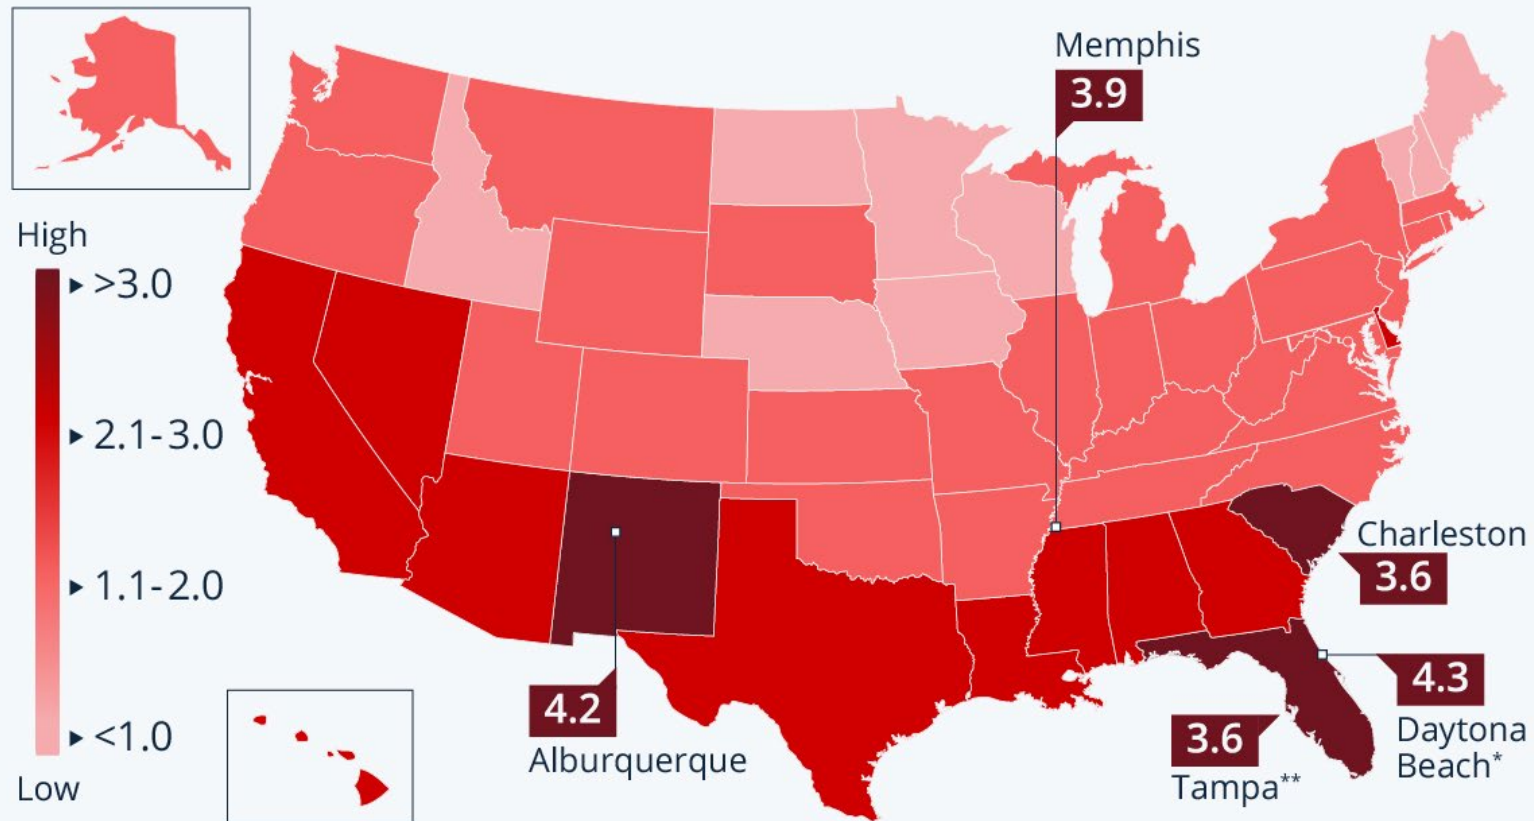 Memphis
3.9
High
>3.0
2.1-3.0
1.1-2.0
<1.0
Low
Charleston
3.6
4.3
Daytona
Beach*
3.6
Tampa**
4.2
Alburquerque